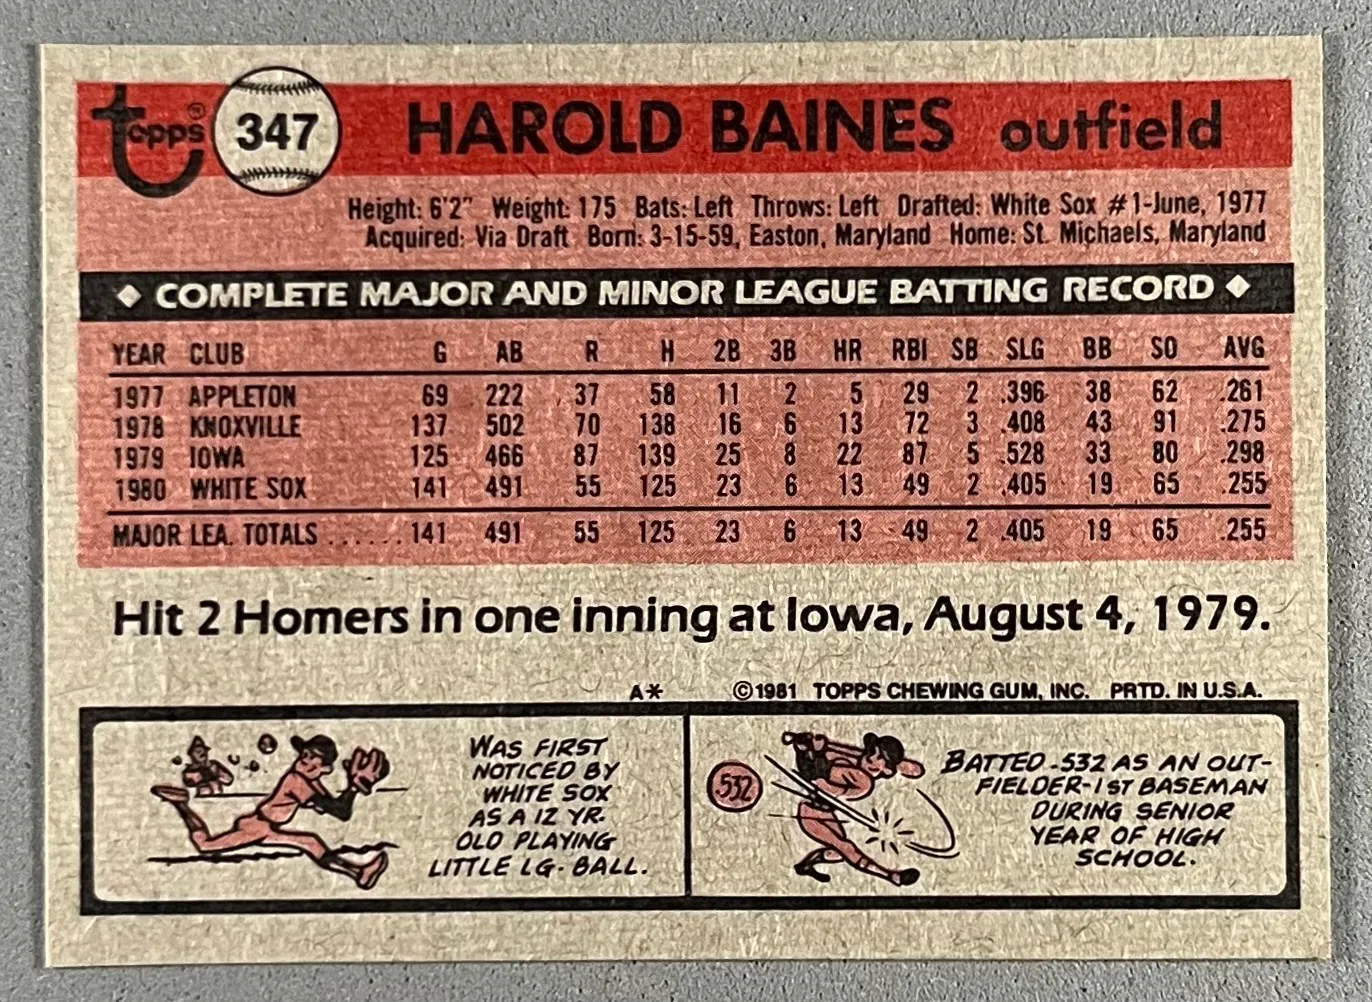 topps® 347 HAROLD BAINES outfield
Height: 6'2" Weight: 175 Bats: Left Throws: Left Drafted: White Sox #1-June, 1977
Acquired: Via Draft Born: 3-15-59, Easton, Maryland Home: St. Michaels, Maryland
◆ COMPLETE MAJOR AND MINOR LEAGUE BATTING RECORD ◆
YEAR CLUB G AB R H 2B 3B HR RBI SB SLG BB SO AVG
1977 APPLETON 69 222 37 58 11 2 5 29 2 .396 38 62 .261
1978 KNOXVILLE 137 502 70 138 16 6 13 72 3 .408 43 91 .275
1979 IOWA 125 466 87 139 25 8 22 87 5 .528 33 80 .298
1980 WHITE SOX 141 491 55 125 23 6 13 49 2 .405 19 65 .255
MAJOR LEA. TOTALS ...... 141 491 55 125 23 6 13 49 2 .405 19 65 .255
Hit 2 Homers in one inning at Iowa, August 4, 1979.
A* ©1981 TOPPS CHEWING GUM, INC. PRTD. IN U.S.A.
WAS FIRST
NOTICED BY
WHITE SOX
AS A 12 YR.
OLD PLAYING
LITTLE LG. BALL.
.532
BATTED .532 AS AN OUT-
FIELDER-1ST BASEMAN
DURING SENIOR
YEAR OF HIGH
SCHOOL.